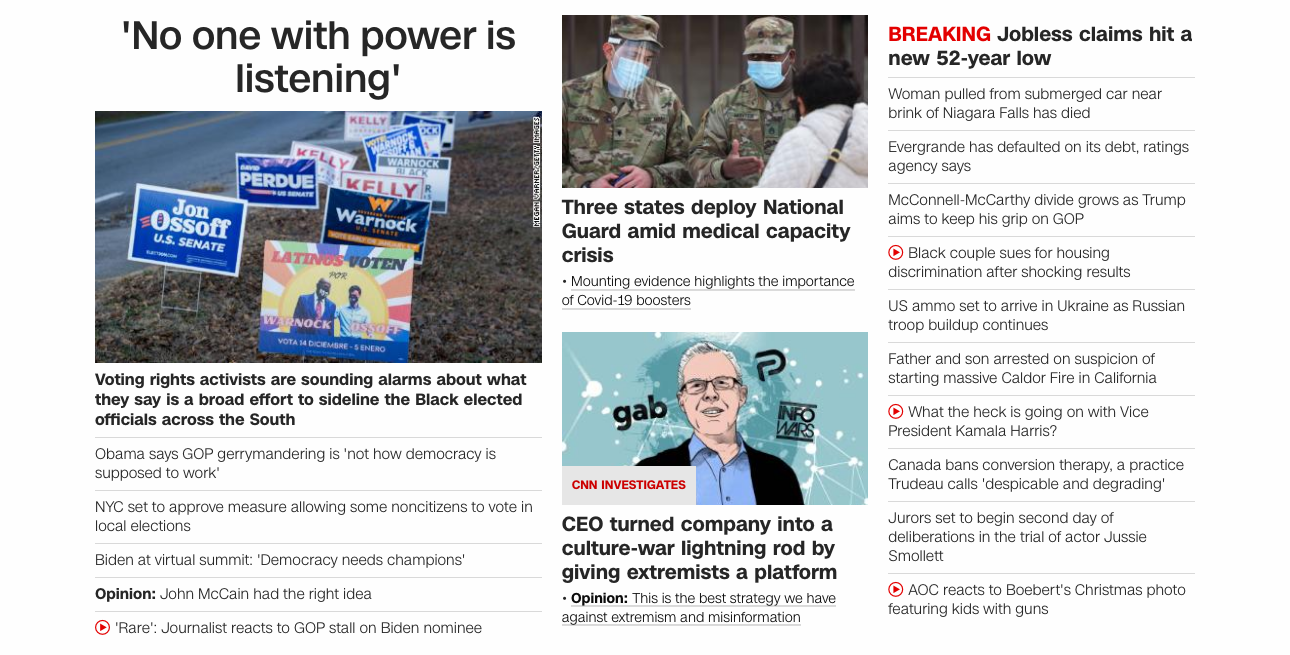 'No one with power is
listening'
MEGAN VARNER/GETTY IMAGES
KELLY
VOTE
WARNOCK
KELLY
WARNOCK
DAVID
PERDUE
US SENATE
KELLY
Jon
Ossoff
U.S. SENATE
Warnock
U.S. SENATE
LATINOS VOTEN
POR
WARNOCK OSSOFF
VOTA 14 DICIEMBRE - 5 ENERO
Voting rights activists are sounding alarms about what
they say is a broad effort to sideline the Black elected
officials across the South
Obama says GOP gerrymandering is 'not how democracy is
supposed to work'
NYC set to approve measure allowing some noncitizens to vote in
local elections
Biden at virtual summit: 'Democracy needs champions'
Opinion: John McCain had the right idea
'Rare': Journalist reacts to GOP stall on Biden nominee
Three states deploy National
Guard amid medical capacity
crisis
• Mounting evidence highlights the importance
of Covid-19 boosters
gab
INFO
WARS
CNN INVESTIGATES
CEO turned company into a
culture-war lightning rod by
giving extremists a platform
• Opinion: This is the best strategy we have
against extremism and misinformation
BREAKING Jobless claims hit a
new 52-year low
Woman pulled from submerged car near
brink of Niagara Falls has died
Evergrande has defaulted on its debt, ratings
agency says
McConnell-McCarthy divide grows as Trump
aims to keep his grip on GOP
Black couple sues for housing
discrimination after shocking results
US ammo set to arrive in Ukraine as Russian
troop buildup continues
Father and son arrested on suspicion of
starting massive Caldor Fire in California
What the heck is going on with Vice
President Kamala Harris?
Canada bans conversion therapy, a practice
Trudeau calls 'despicable and degrading'
Jurors set to begin second day of
deliberations in the trial of actor Jussie
Smollett
AOC reacts to Boebert's Christmas photo
featuring kids with guns